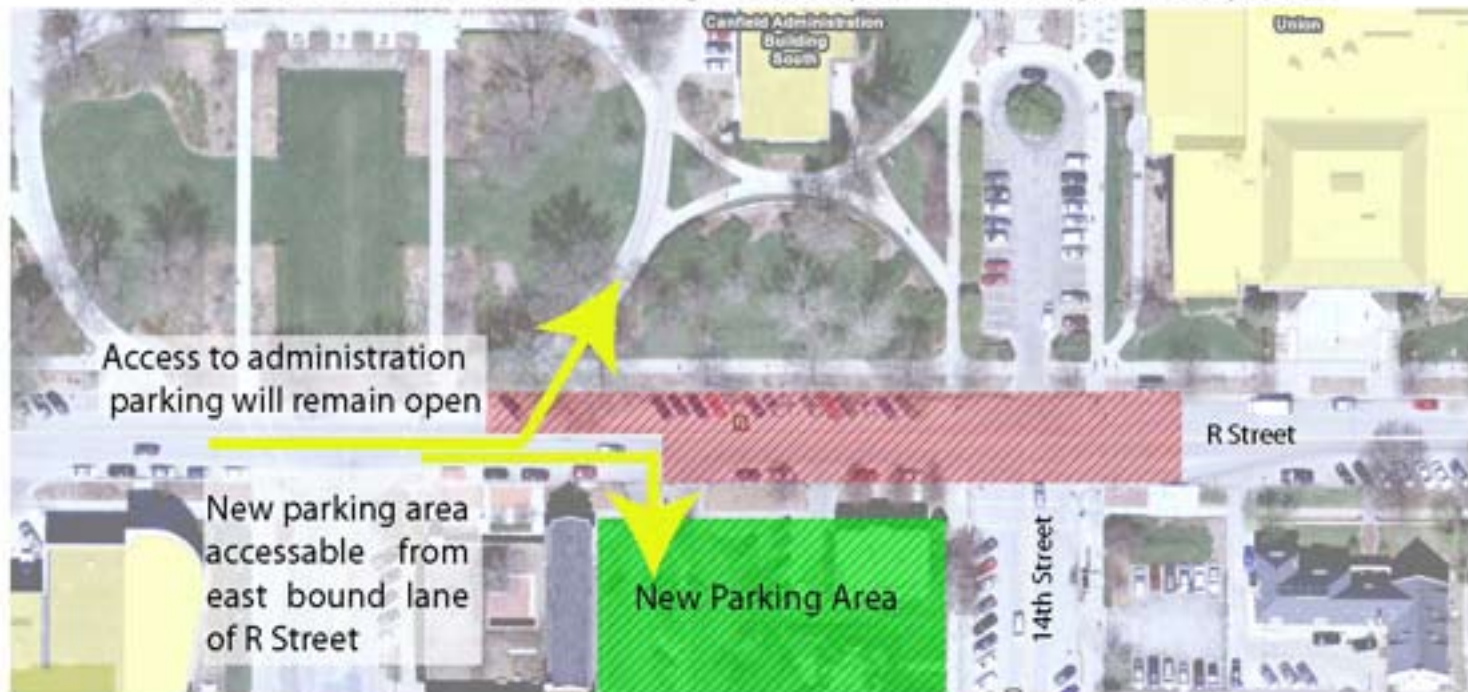 Canfield Administration
Building
South
Union
Access to administration
parking will remain open
R Street
New parking area
accessable from
east bound lane
of R Street
New Parking Area
14th Street